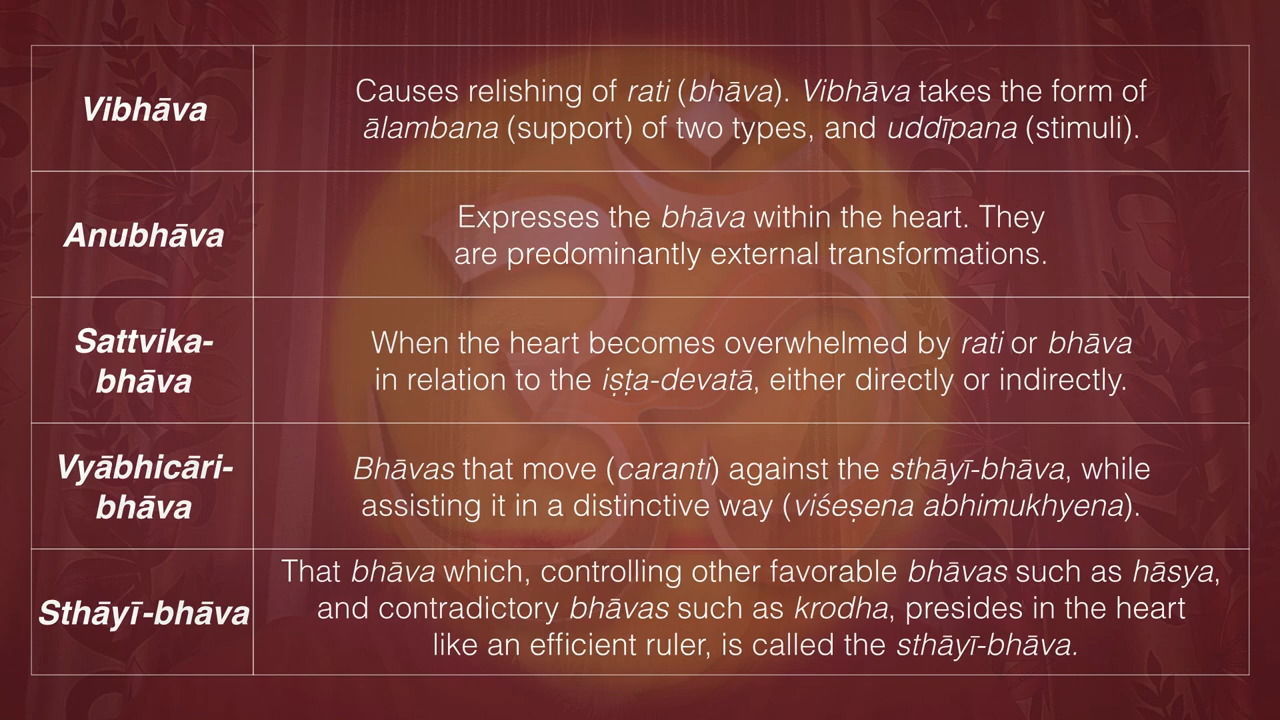 Vibhāva
Causes relishing of rati (bhāva). Vibhāva takes the form of
ālambana (support) of two types, and uddīpana (stimuli).
Anubhāva
Expresses the bhāva within the heart. They
are predominantly external transformations.
Sattvika-
bhāva
When the heart becomes overwhelmed by rati or bhāva
in relation to the iṣṭa-devatā, either directly or indirectly.
Vyābhicāri-
bhāva
Bhāvas that move (caranti) against the sthāyī-bhāva, while
assisting it in a distinctive way (viśeṣena abhimukhyena).
Sthāyī-bhāva
That bhāva which, controlling other favorable bhāvas such as hāsya,
and contradictory bhāvas such as krodha, presides in the heart
like an efficient ruler, is called the sthāyī-bhāva.